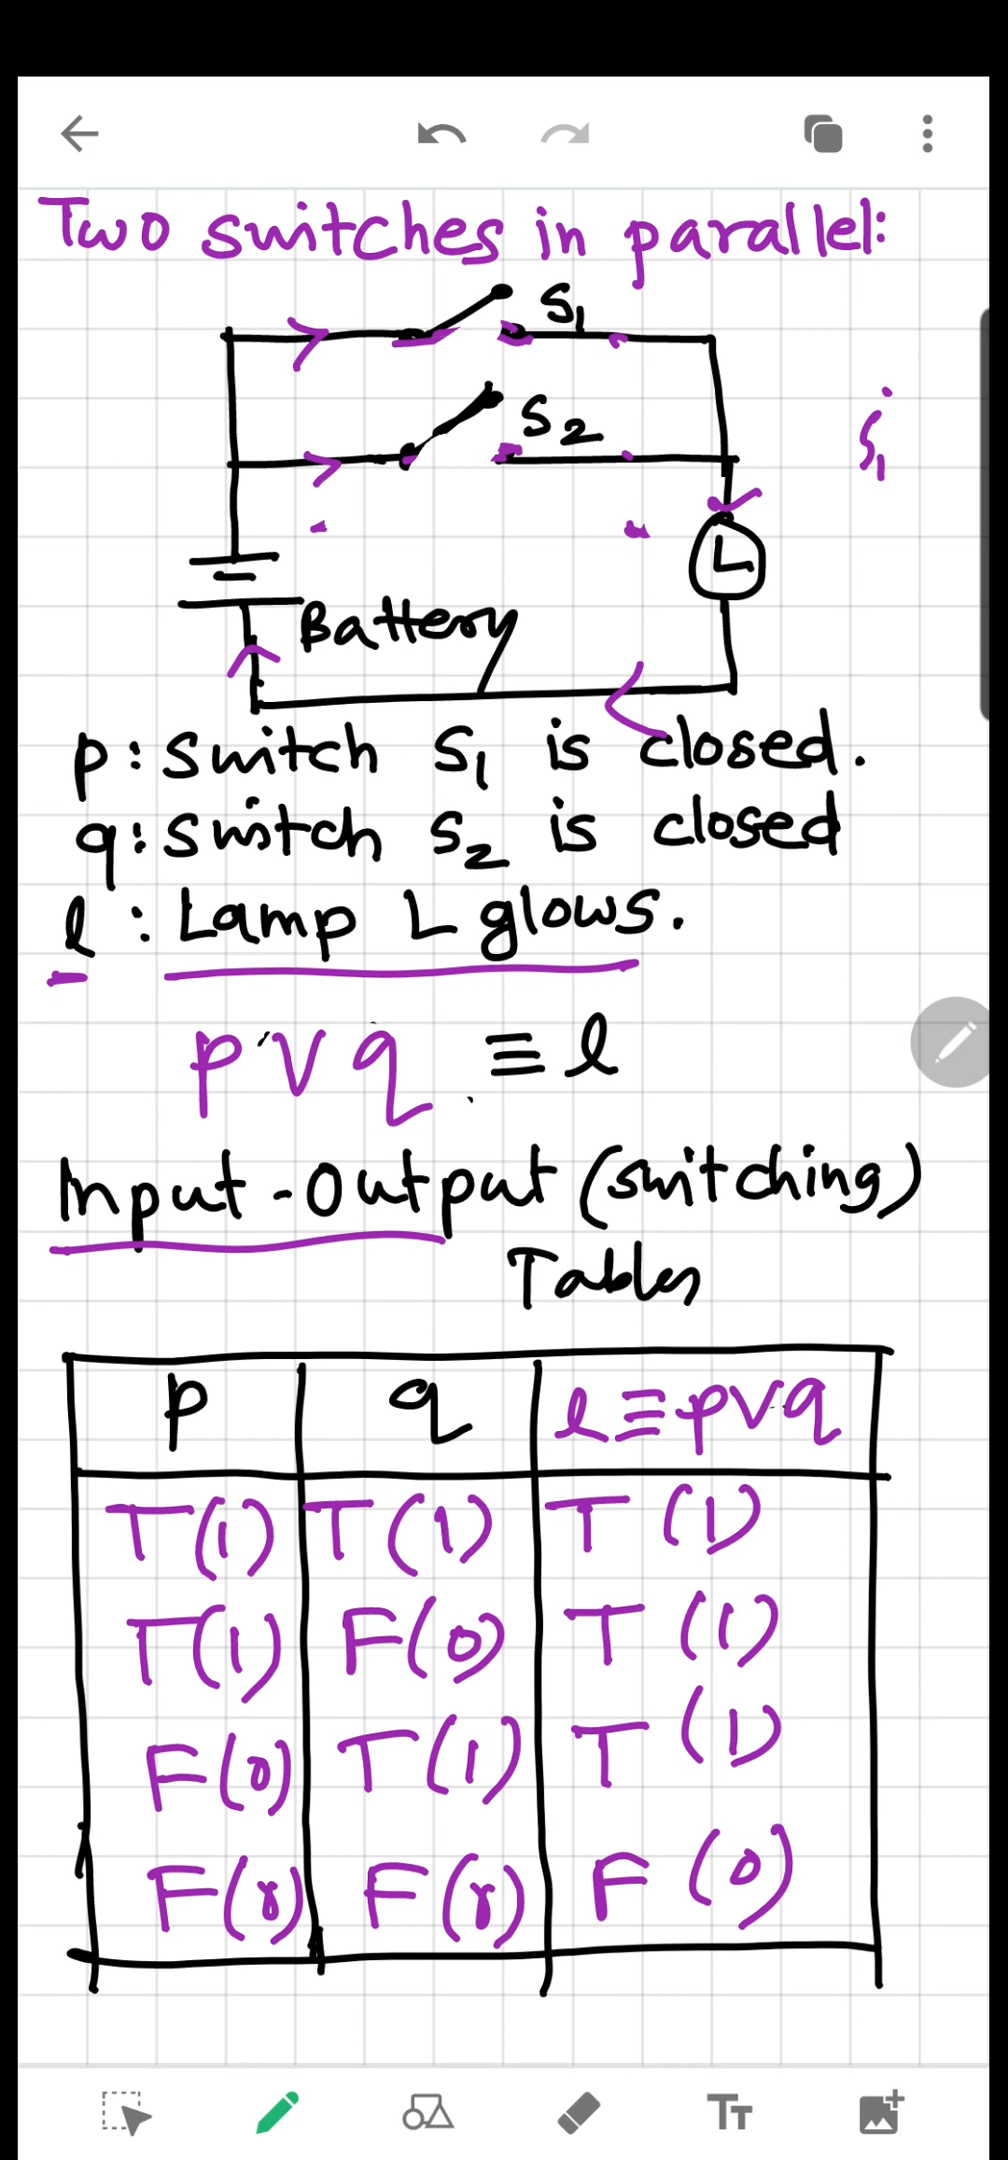 Two switches in parallel:
S1
S2
L
Battery
p: Switch S1 is closed.
q: Switch S2 is closed
l : Lamp L glows.
p ∨ q ≡ l
Input-Output (switching)
Tables
p q l ≡ p∨q
T(1) T(1) T (1)
T(1) F(0) T (1)
F(0) T(1) T (1)
F(0) F(0) F (0)
TT